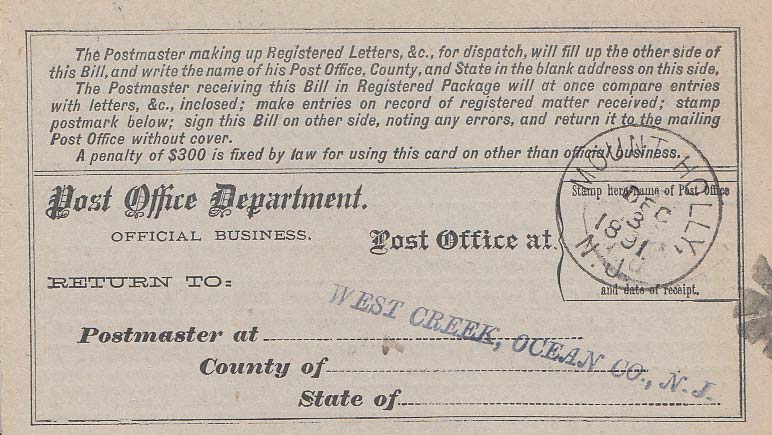 The Postmaster making up Registered Letters, &c., for dispatch, will fill up the other side of
this Bill, and write the name of his Post Office, County, and State in the blank address on this side.
The Postmaster receiving this Bill in Registered Package will at once compare entries
with letters, &c., inclosed; make entries on record of registered matter received; stamp
postmark below; sign this Bill on other side, noting any errors, and return it to the mailing
Post Office without cover.
A penalty of $300 is fixed by law for using this card on other than official business.
Post Office Department.
OFFICIAL BUSINESS.
Post Office at
Stamp here name of Post Office
MOUNT HOLLY,
DEC
3
1891
N.J.
and date of receipt.
RETURN TO:
WEST CREEK, OCEAN CO., N. J.
Postmaster at
County of
State of